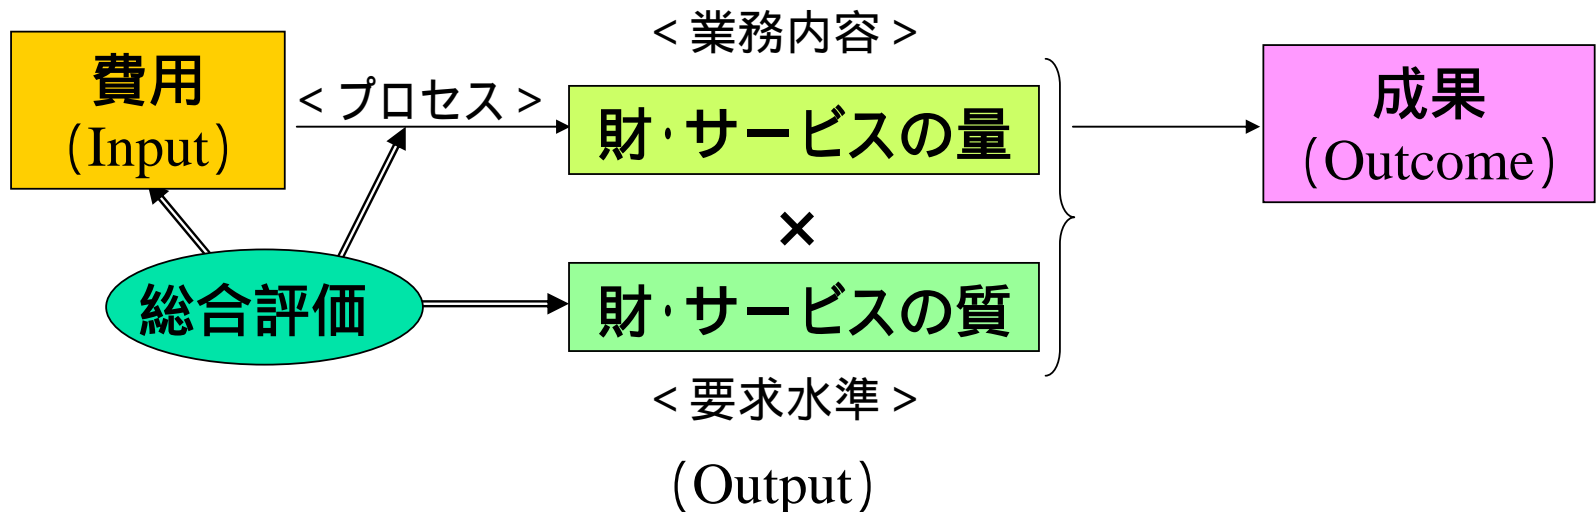 <業務内容>
費用
(Input)
<プロセス>
財・サービスの量
成果
(Outcome)
×
総合評価
財・サービスの質
<要求水準>
(Output)